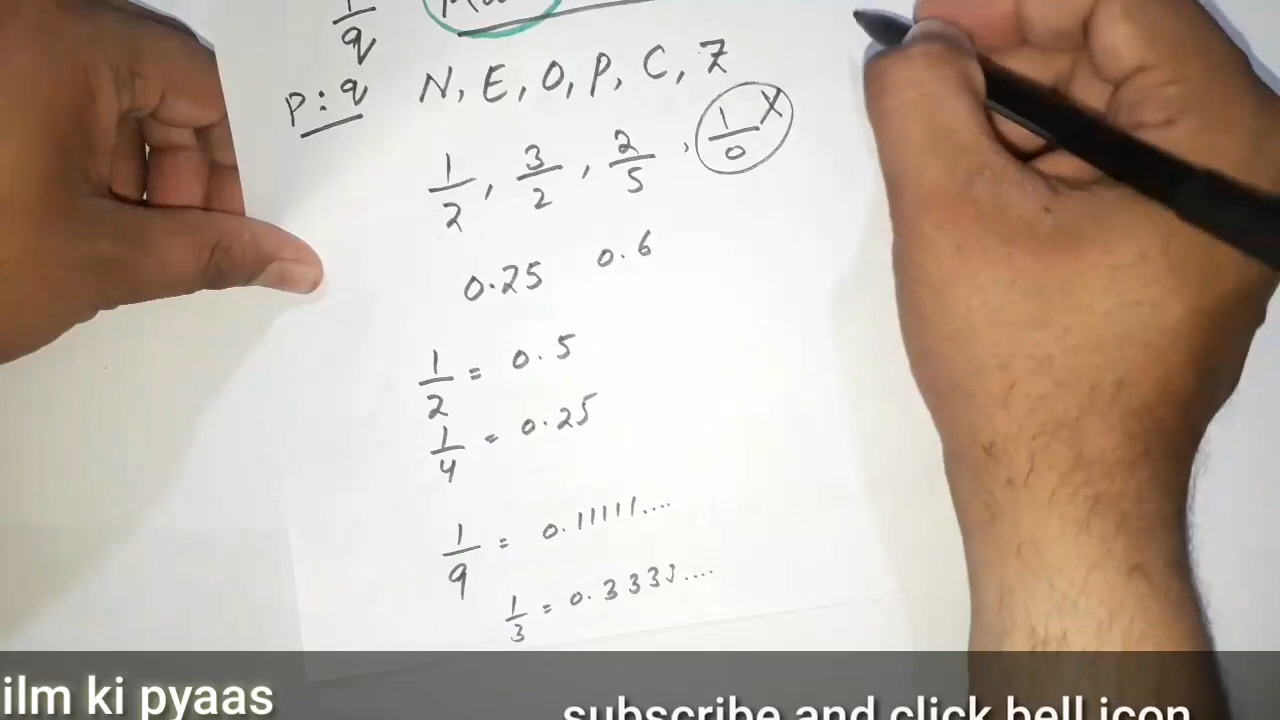 q
P : q N, E, O, P, C, Z
1/2, 3/2, 2/5, 1/0 X
0.25 0.6
1/2 = 0.5
1/4 = 0.25
1/9 = 0.11111....
1/3 = 0.3333....
ilm ki pyaas
subscribe and click bell icon